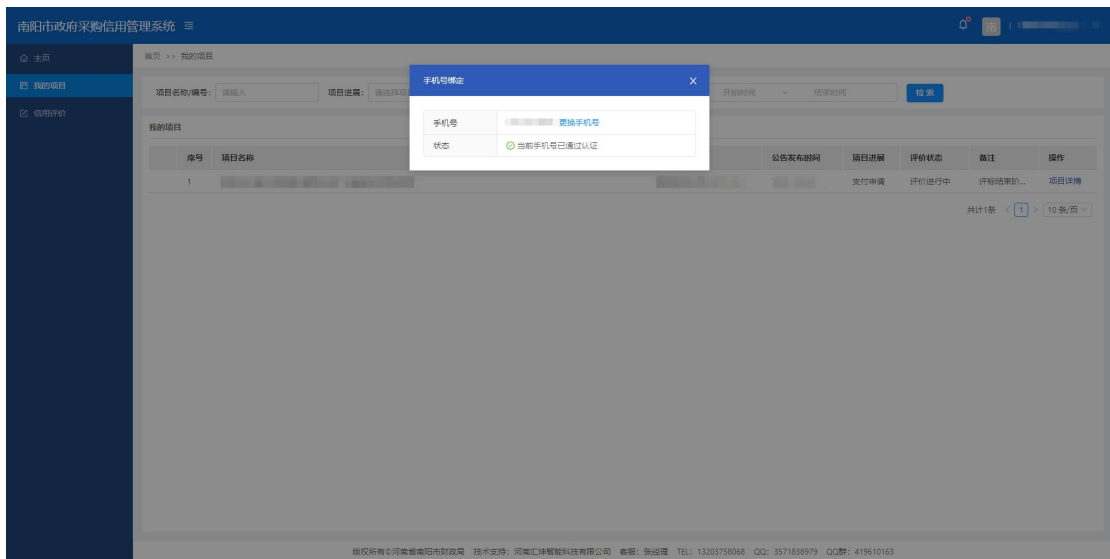 南阳市政府采购信用管理系统
南
主页
我的项目
信用评价
首页 >> 我的项目
手机号绑定 X
手机号 更换手机号
状态 当前手机号已通过认证
项目名称/编号: 请输入 项目进展: 请选择项 开始时间 ~ 结束时间 检索
我的项目
序号 项目名称 公告发布时间 项目进展 评价状态 备注 操作
1 支付申请 评价进行中 评标结束阶... 项目详情
共计1条 < 1 > 10 条/页
版权所有©河南省南阳市财政局 技术支持：河南汇坤智能科技有限公司 客服：张经理 TEL：13203758068 QQ：3571838979 QQ群：419610163